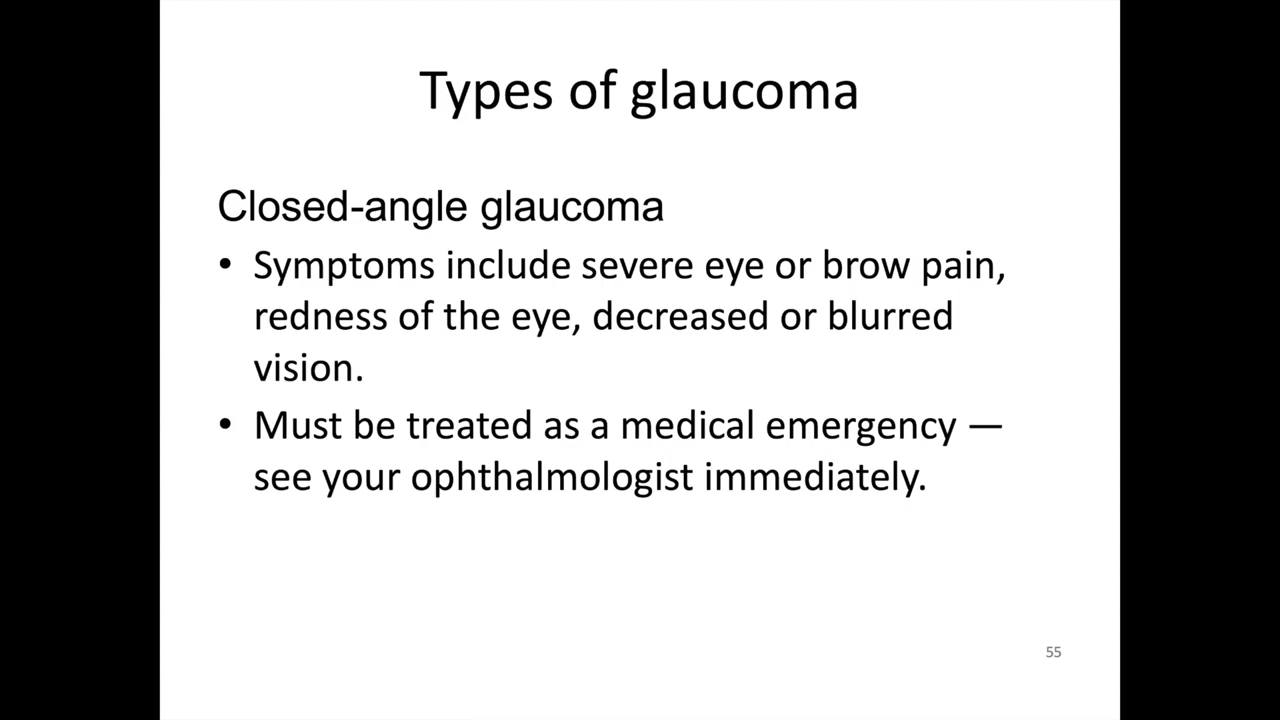 Types of glaucoma
Closed-angle glaucoma
• Symptoms include severe eye or brow pain,
redness of the eye, decreased or blurred
vision.
• Must be treated as a medical emergency —
see your ophthalmologist immediately.
55